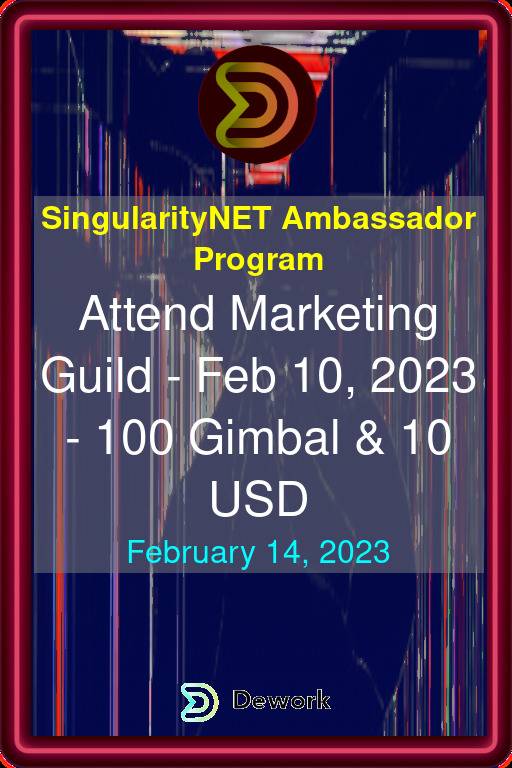 SingularityNET Ambassador
Program
Attend Marketing
Guild - Feb 10, 2023
- 100 Gimbal & 10
USD
February 14, 2023
Dework